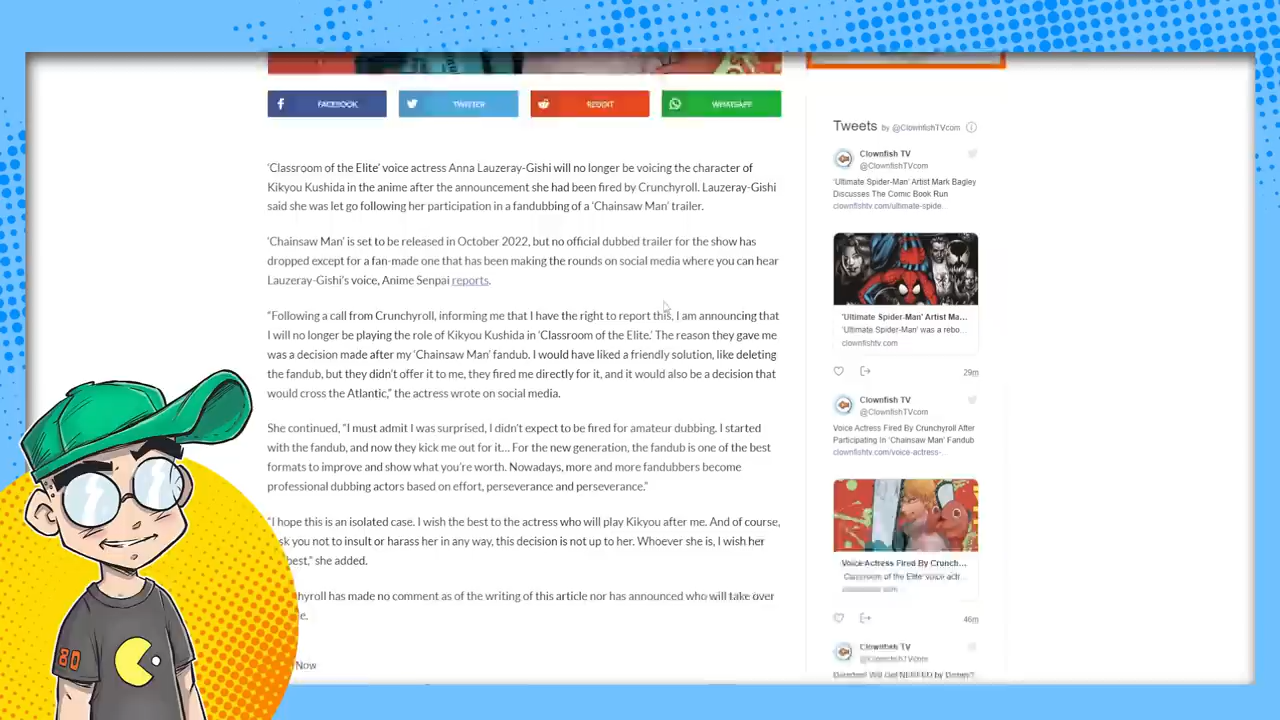 FACEBOOK
TWITTER
REDDIT
WHATSAPP
'Classroom of the Elite' voice actress Anna Lauzeray-Gishi will no longer be voicing the character of
Kikyou Kushida in the anime after the announcement she had been fired by Crunchyroll. Lauzeray-Gishi
said she was let go following her participation in a fandubbing of a 'Chainsaw Man' trailer.
'Chainsaw Man' is set to be released in October 2022, but no official dubbed trailer for the show has
dropped except for a fan-made one that has been making the rounds on social media where you can hear
Lauzeray-Gishi's voice, Anime Senpai reports.
"Following a call from Crunchyroll, informing me that I have the right to report this, I am announcing that
I will no longer be playing the role of Kikyou Kushida in 'Classroom of the Elite.' The reason they gave me
was a decision made after my 'Chainsaw Man' fandub. I would have liked a friendly solution, like deleting
the fandub, but they didn't offer it to me, they fired me directly for it, and it would also be a decision that
would cross the Atlantic," the actress wrote on social media.
She continued, "I must admit I was surprised, I didn't expect to be fired for amateur dubbing. I started
with the fandub, and now they kick me out for it... For the new generation, the fandub is one of the best
formats to improve and show what you're worth. Nowadays, more and more fandubbers become
professional dubbing actors based on effort, perseverance and perseverance."
"I hope this is an isolated case. I wish the best to the actress who will play Kikyou after me. And of course,
sk you not to insult or harass her in any way, this decision is not up to her. Whoever she is, I wish her
best," she added.
hyroll has made no comment as of the writing of this article nor has announced who will take over
e.
Now
Tweets by @ClownfishTVcom
Clownfish TV
@ClownfishTVcom
'Ultimate Spider-Man' Artist Mark Bagley
Discusses The Comic Book Run
clownfishtv.com/ultimate-spide...
'Ultimate Spider-Man' Artist Ma...
'Ultimate Spider-Man' was a rebo...
clownfishtv.com
29m
Clownfish TV
@ClownfishTVcom
Voice Actress Fired By Crunchyroll After
Participating In 'Chainsaw Man' Fandub
clownfishtv.com/voice-actress-...
Voice Actress Fired By Crunch...
'Classroom of the Elite' voice actr...
46m
Clownfish TV
@ClownfishTVcom
80